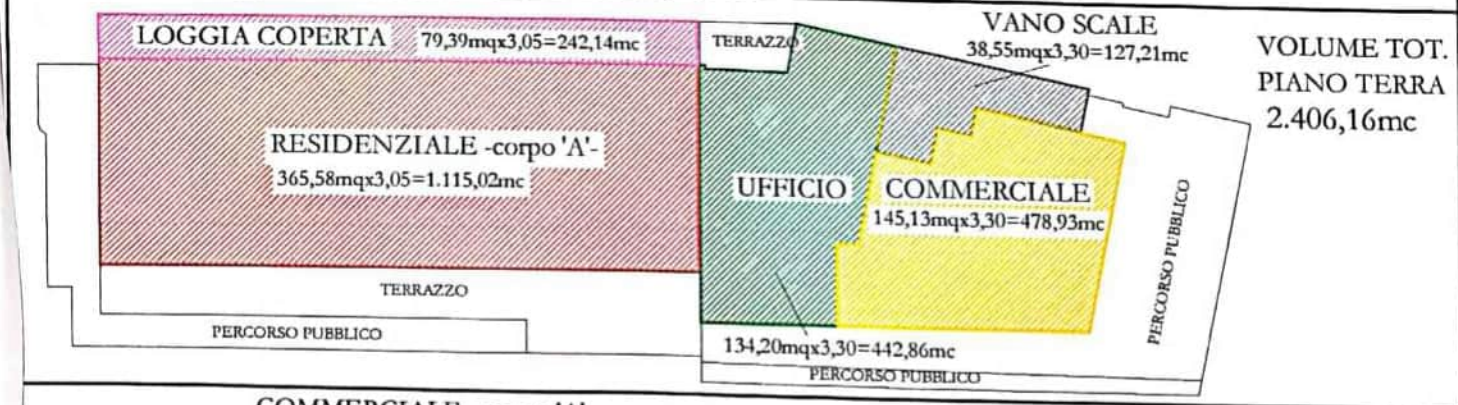 LOGGIA COPERTA 79,39mqx3,05=242,14mc
TERRAZZO
VANO SCALE
38,55mqx3,30=127,21mc
VOLUME TOT.
PIANO TERRA
2.406,16mc
RESIDENZIALE -corpo 'A'-
365,58mqx3,05=1.115,02mc
UFFICIO
COMMERCIALE
145,13mqx3,30=478,93mc
PERCORSO PUBBLICO
TERRAZZO
PERCORSO PUBBLICO
134,20mqx3,30=442,86mc
PERCORSO PUBBLICO
COMMERCIALE